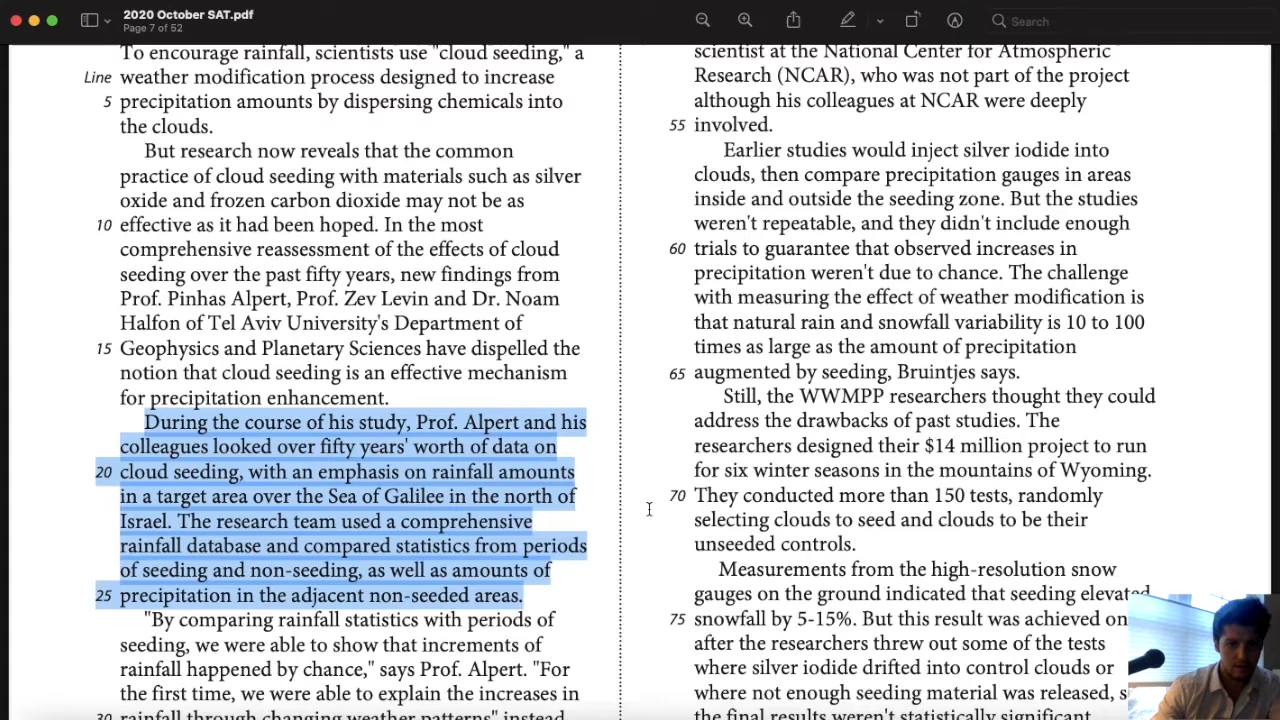 2020 October SAT.pdf
Page 7 of 52
Search
To encourage rainfall, scientists use "cloud seeding," a
Line weather modification process designed to increase
5 precipitation amounts by dispersing chemicals into
the clouds.
But research now reveals that the common
practice of cloud seeding with materials such as silver
oxide and frozen carbon dioxide may not be as
10 effective as it had been hoped. In the most
comprehensive reassessment of the effects of cloud
seeding over the past fifty years, new findings from
Prof. Pinhas Alpert, Prof. Zev Levin and Dr. Noam
Halfon of Tel Aviv University's Department of
15 Geophysics and Planetary Sciences have dispelled the
notion that cloud seeding is an effective mechanism
for precipitation enhancement.
During the course of his study, Prof. Alpert and his
colleagues looked over fifty years' worth of data on
20 cloud seeding, with an emphasis on rainfall amounts
in a target area over the Sea of Galilee in the north of
Israel. The research team used a comprehensive
rainfall database and compared statistics from periods
of seeding and non-seeding, as well as amounts of
25 precipitation in the adjacent non-seeded areas.
"By comparing rainfall statistics with periods of
seeding, we were able to show that increments of
rainfall happened by chance," says Prof. Alpert. "For
the first time, we were able to explain the increases in
30 rainfall through changing weather patterns" instead
scientist at the National Center for Atmospheric
Research (NCAR), who was not part of the project
although his colleagues at NCAR were deeply
55 involved.
Earlier studies would inject silver iodide into
clouds, then compare precipitation gauges in areas
inside and outside the seeding zone. But the studies
weren't repeatable, and they didn't include enough
60 trials to guarantee that observed increases in
precipitation weren't due to chance. The challenge
with measuring the effect of weather modification is
that natural rain and snowfall variability is 10 to 100
times as large as the amount of precipitation
65 augmented by seeding, Bruintjes says.
Still, the WWMPP researchers thought they could
address the drawbacks of past studies. The
researchers designed their $14 million project to run
for six winter seasons in the mountains of Wyoming.
70 They conducted more than 150 tests, randomly
selecting clouds to seed and clouds to be their
unseeded controls.
Measurements from the high-resolution snow
gauges on the ground indicated that seeding elevated
75 snowfall by 5-15%. But this result was achieved on
after the researchers threw out some of the tests
where silver iodide drifted into control clouds or
where not enough seeding material was released, s
the final results weren't statistically significant